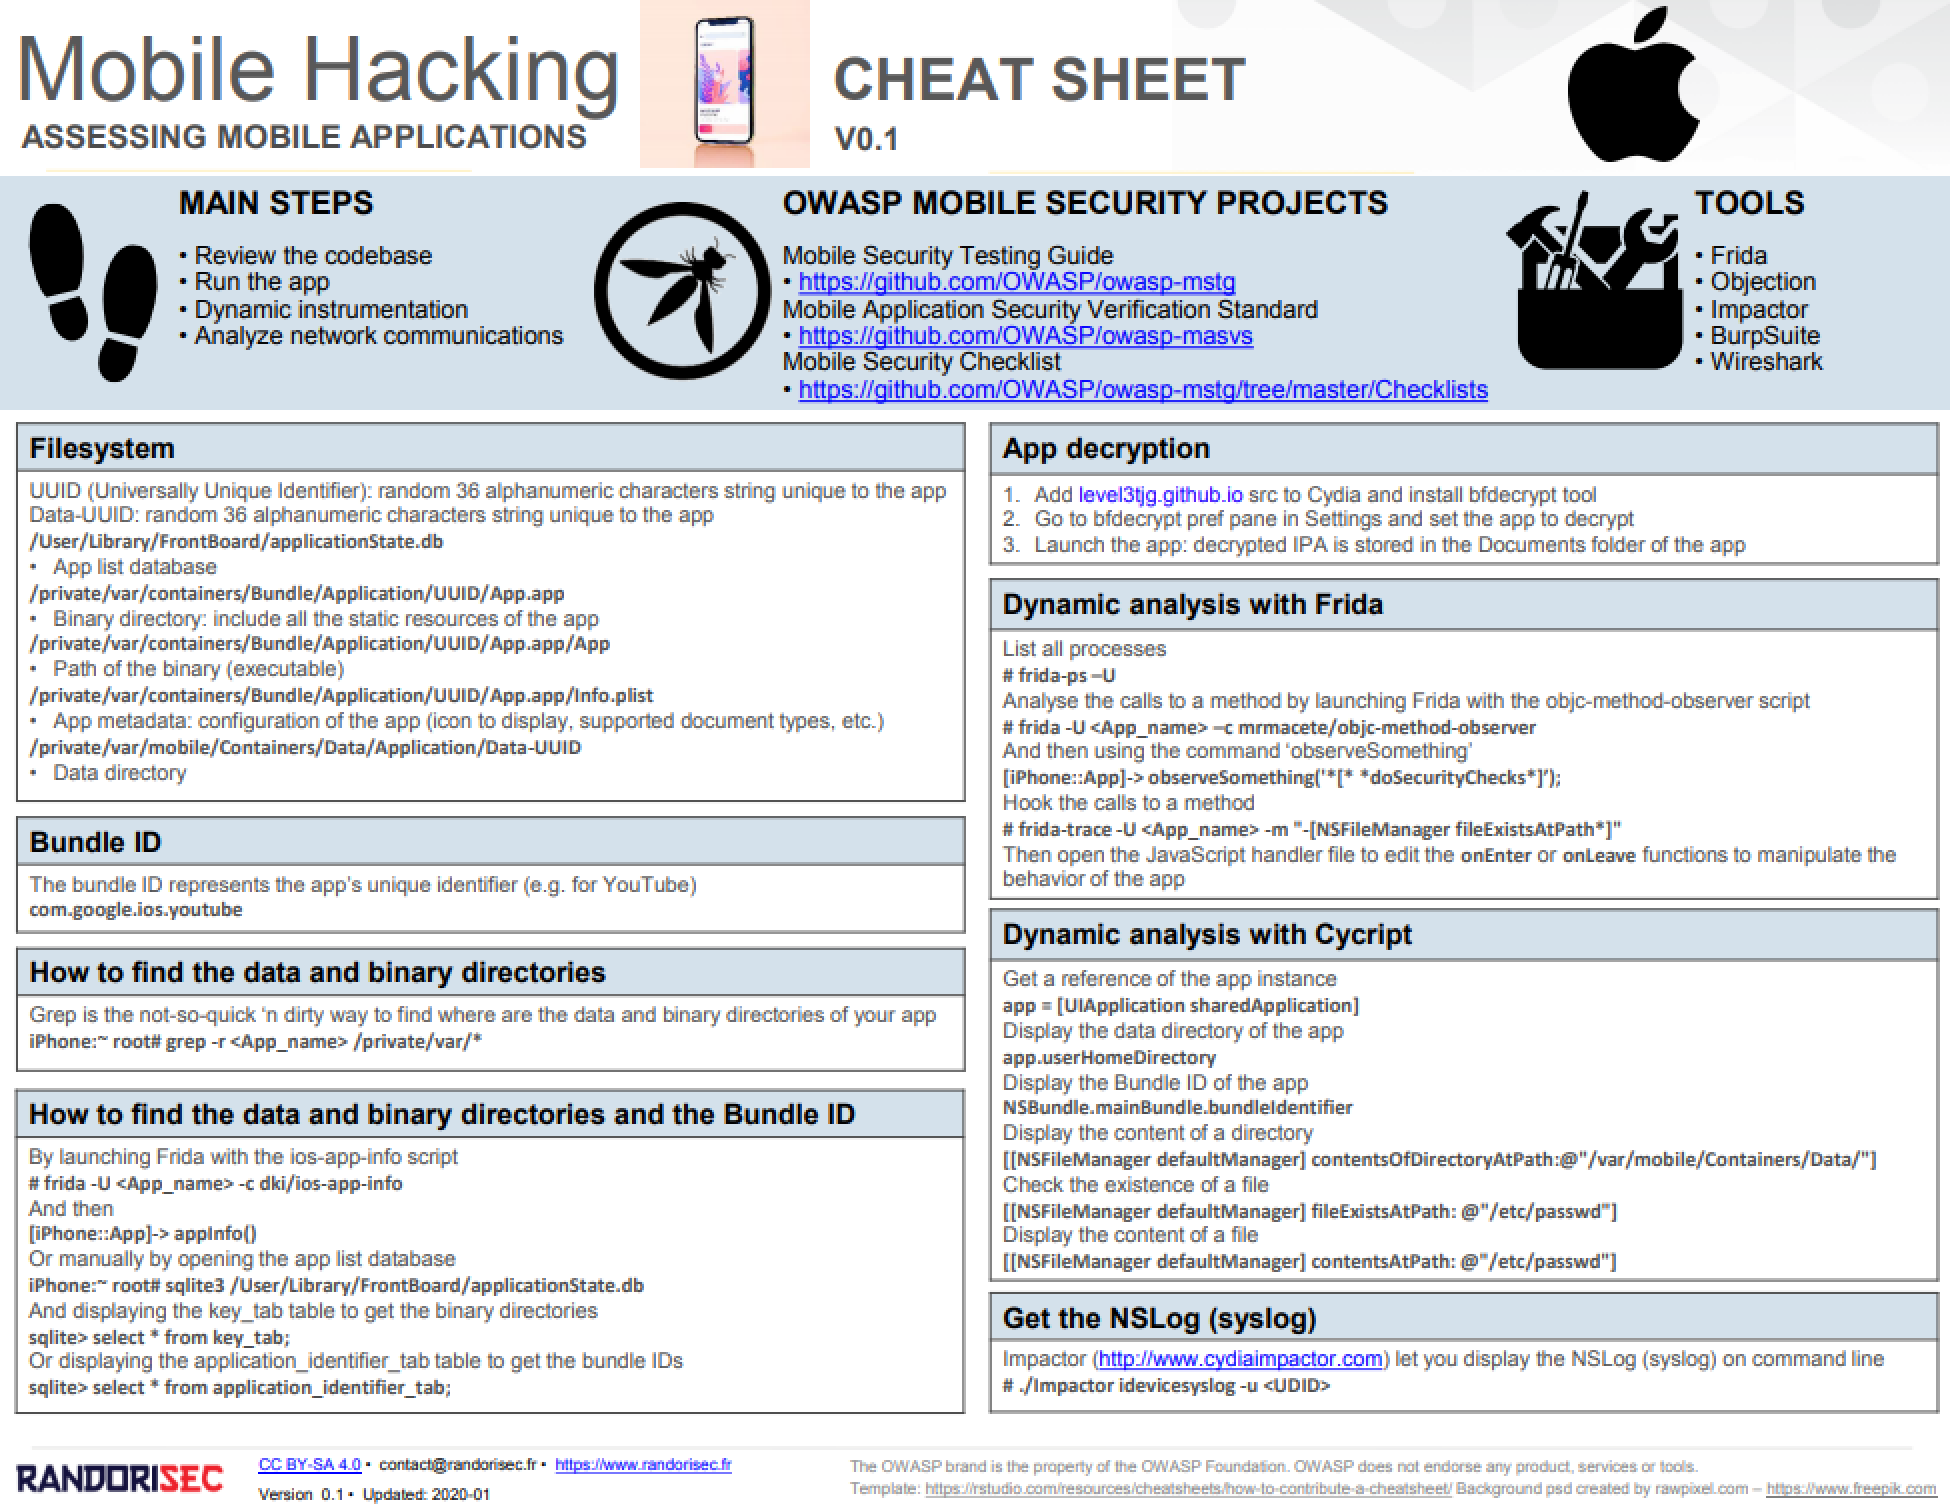 Mobile Hacking
ASSESSING MOBILE APPLICATIONS
CHEAT SHEET
V0.1
MAIN STEPS
• Review the codebase
• Run the app
• Dynamic instrumentation
• Analyze network communications
OWASP MOBILE SECURITY PROJECTS
Mobile Security Testing Guide
• https://github.com/OWASP/owasp-mstg
Mobile Application Security Verification Standard
• https://github.com/OWASP/owasp-masvs
Mobile Security Checklist
• https://github.com/OWASP/owasp-mstg/tree/master/Checklists
TOOLS
• Frida
• Objection
• Impactor
• BurpSuite
• Wireshark
Filesystem
UUID (Universally Unique Identifier): random 36 alphanumeric characters string unique to the app
Data-UUID: random 36 alphanumeric characters string unique to the app
/User/Library/FrontBoard/applicationState.db
• App list database
/private/var/containers/Bundle/Application/UUID/App.app
• Binary directory: include all the static resources of the app
/private/var/containers/Bundle/Application/UUID/App.app/App
• Path of the binary (executable)
/private/var/containers/Bundle/Application/UUID/App.app/Info.plist
• App metadata: configuration of the app (icon to display, supported document types, etc.)
/private/var/mobile/Containers/Data/Application/Data-UUID
• Data directory
Bundle ID
The bundle ID represents the app's unique identifier (e.g. for YouTube)
com.google.ios.youtube
How to find the data and binary directories
Grep is the not-so-quick 'n dirty way to find where are the data and binary directories of your app
iPhone:~ root# grep -r <App_name> /private/var/*
How to find the data and binary directories and the Bundle ID
By launching Frida with the ios-app-info script
# frida -U <App_name> -c dki/ios-app-info
And then
[iPhone::App]-> appInfo()
Or manually by opening the app list database
iPhone:~ root# sqlite3 /User/Library/FrontBoard/applicationState.db
And displaying the key_tab table to get the binary directories
sqlite> select * from key_tab;
Or displaying the application_identifier_tab table to get the bundle IDs
sqlite> select * from application_identifier_tab;
App decryption
1. Add level3tjg.github.io src to Cydia and install bfdecrypt tool
2. Go to bfdecrypt pref pane in Settings and set the app to decrypt
3. Launch the app: decrypted IPA is stored in the Documents folder of the app
Dynamic analysis with Frida
List all processes
# frida-ps –U
Analyse the calls to a method by launching Frida with the objc-method-observer script
# frida -U <App_name> –c mrmacete/objc-method-observer
And then using the command 'observeSomething'
[iPhone::App]-> observeSomething('*[* *doSecurityChecks*]');
Hook the calls to a method
# frida-trace -U <App_name> -m "-[NSFileManager fileExistsAtPath*]"
Then open the JavaScript handler file to edit the onEnter or onLeave functions to manipulate the
behavior of the app
Dynamic analysis with Cycript
Get a reference of the app instance
app = [UIApplication sharedApplication]
Display the data directory of the app
app.userHomeDirectory
Display the Bundle ID of the app
NSBundle.mainBundle.bundleIdentifier
Display the content of a directory
[[NSFileManager defaultManager] contentsOfDirectoryAtPath:@"/var/mobile/Containers/Data/"]
Check the existence of a file
[[NSFileManager defaultManager] fileExistsAtPath: @"/etc/passwd"]
Display the content of a file
[[NSFileManager defaultManager] contentsAtPath: @"/etc/passwd"]
Get the NSLog (syslog)
Impactor (http://www.cydiaimpactor.com) let you display the NSLog (syslog) on command line
# ./Impactor idevicesyslog -u <UDID>
RANDORISEC
CC BY-SA 4.0 • contact@randorisec.fr • https://www.randorisec.fr
Version 0.1 • Updated: 2020-01
The OWASP brand is the property of the OWASP Foundation. OWASP does not endorse any product, services or tools.
Template: https://rstudio.com/resources/cheatsheets/how-to-contribute-a-cheatsheet/ Background psd created by rawpixel.com – https://www.freepik.com